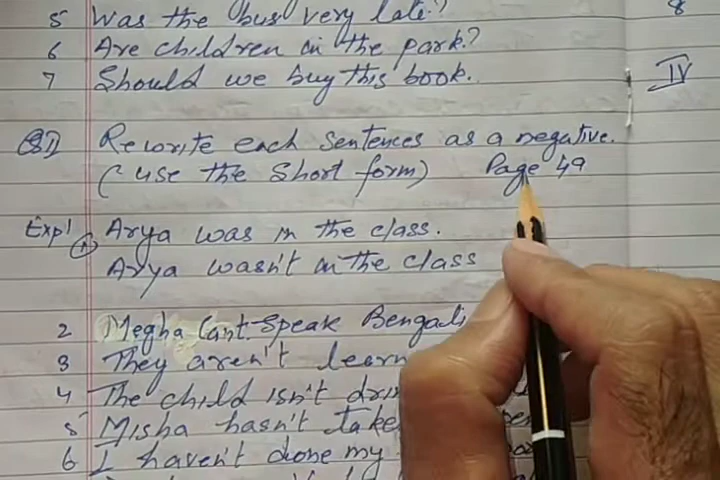 5 Was the bus very late?
8
6 Are children in the park?
7 Should we buy this book.
IV
QII Rewrite each sentences as a negative.
(use the short form) Page 49
Exp! ① Arya was in the class.
Arya wasn't in the class
2 Megha Can't Speak Bengali
3 They aren't learn
4 The child isn't
5 Misha hasn't take
6 I haven't done my